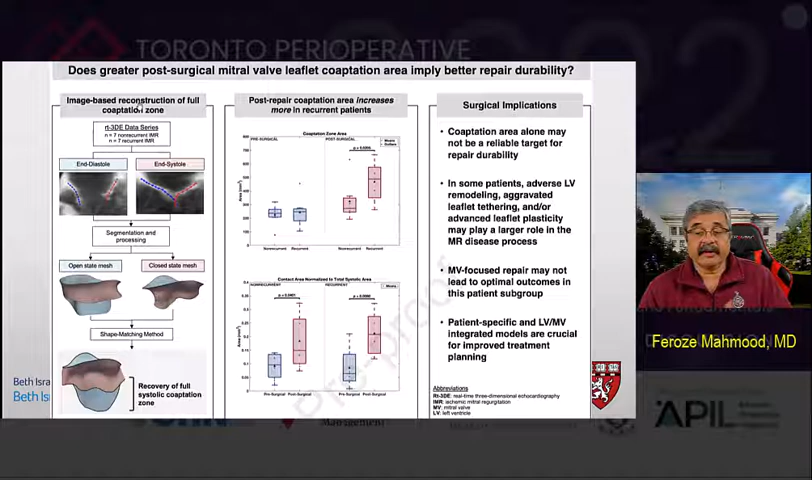 TORONTO PERIOPERATIVE
Does greater post-surgical mitral valve leaflet coaptation area imply better repair durability?
Image-based reconstruction of full
coaptation zone
rt-3DE Data Series
n = 7 nonrecurrent IMR
n = 7 recurrent IMR
End-Diastole
End-Systole
Segmentation and
processing
Open state mesh
Closed state mesh
Shape-Matching Method
Recovery of full
systolic coaptation
zone
Post-repair coaptation area increases
more in recurrent patients
Coaptation Zone Area
PRE-SURGICAL
POST-SURGICAL
Nonrecurrent
Recurrent
Nonrecurrent
Recurrent
Contact Area Normalized to Total Systolic Area
NONRECURRENT
RECURRENT
Pre-Surgical
Post-Surgical
Pre-Surgical
Post-Surgical
Pre-proof
Surgical Implications
• Coaptation area alone may
not be a reliable target for
repair durability
• In some patients, adverse LV
remodeling, aggravated
leaflet tethering, and/or
advanced leaflet plasticity
may play a larger role in the
MR disease process
• MV-focused repair may not
lead to optimal outcomes in
this patient subgroup
• Patient-specific and LV/MV
integrated models are crucial
for improved treatment
planning
Abbreviations
Rt-3DE: real-time three-dimensional echocardiography
IMR: ischemic mitral regurgitation
MV: mitral valve
LV: left ventricle
Feroze Mahmood, MD
Beth Isra
Beth Is
Management
APIL